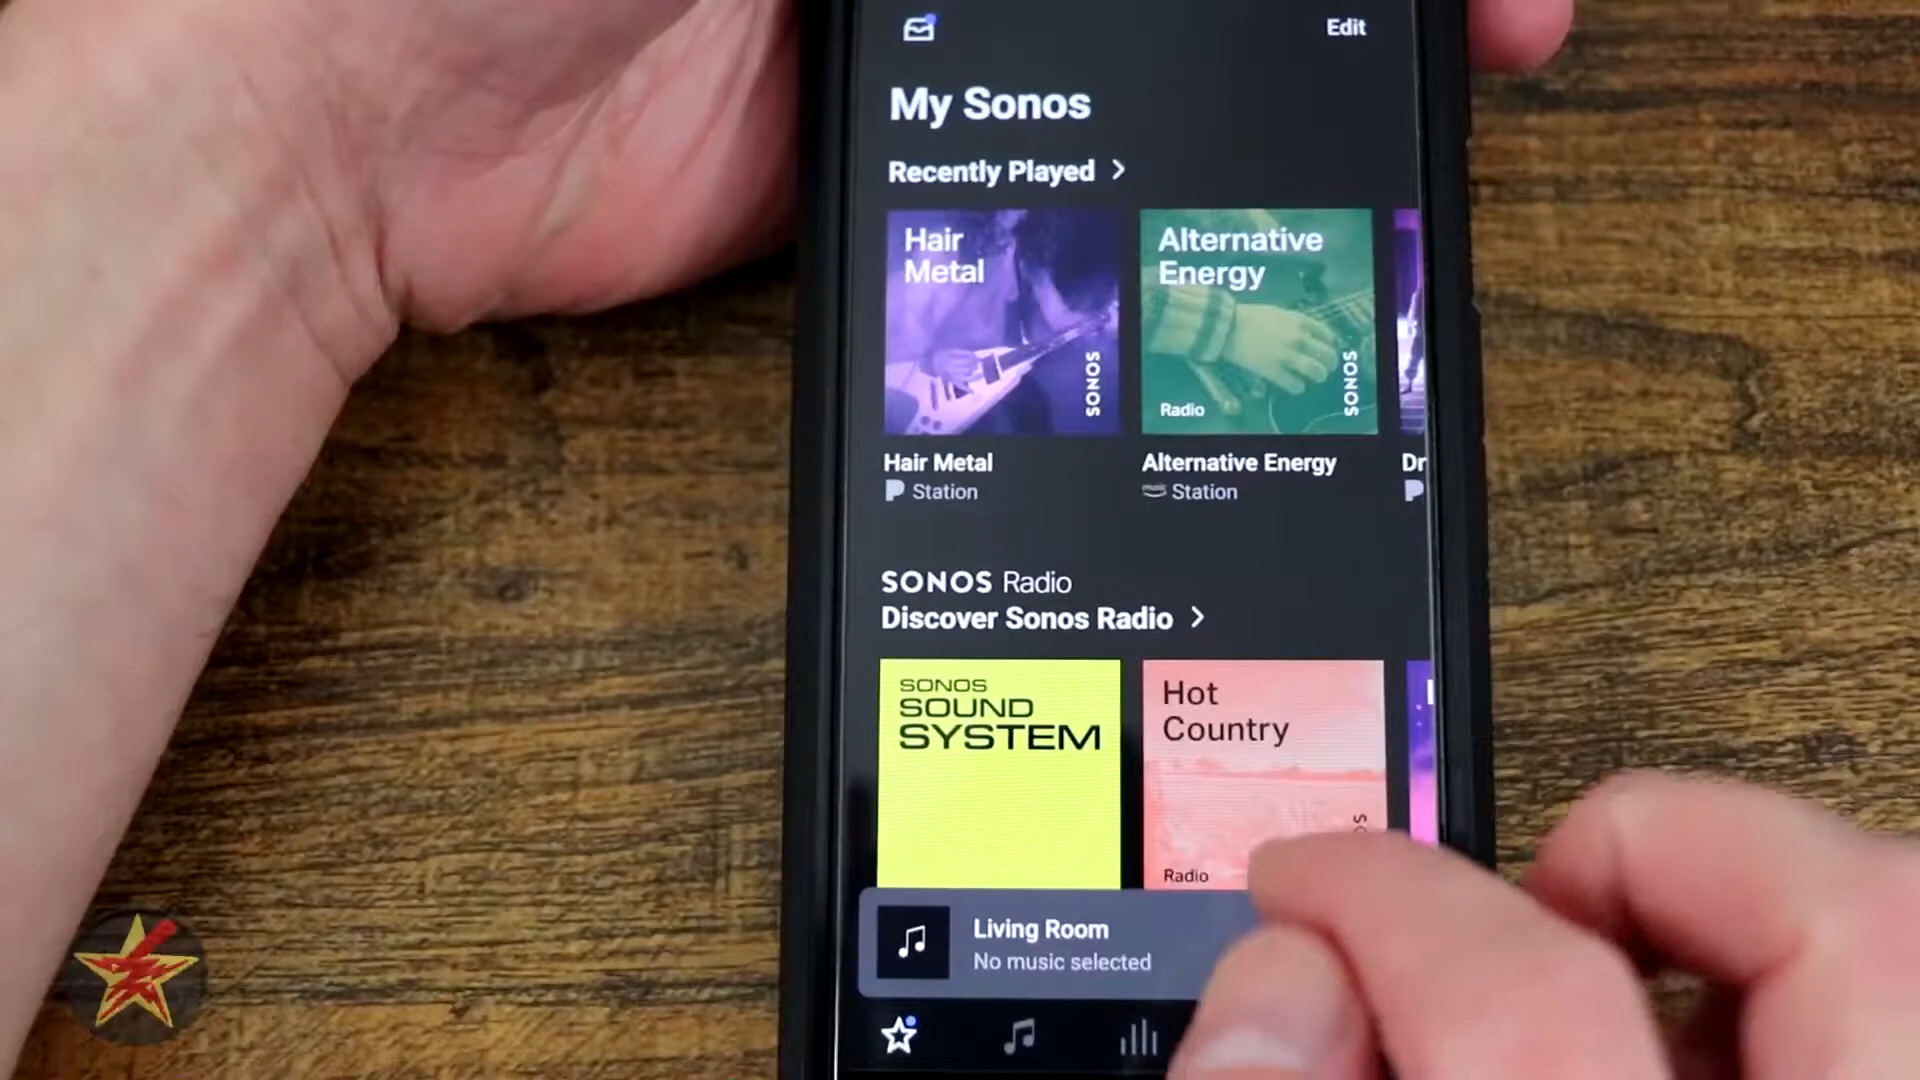 Edit
My Sonos
Recently Played
Hair
Metal
SONOS
Alternative
Energy
Radio
SONOS
Hair Metal
Station
Alternative Energy
Station
Dr
SONOS Radio
Discover Sonos Radio
SONOS
SOUND
SYSTEM
Hot
Country
Radio
Living Room
No music selected